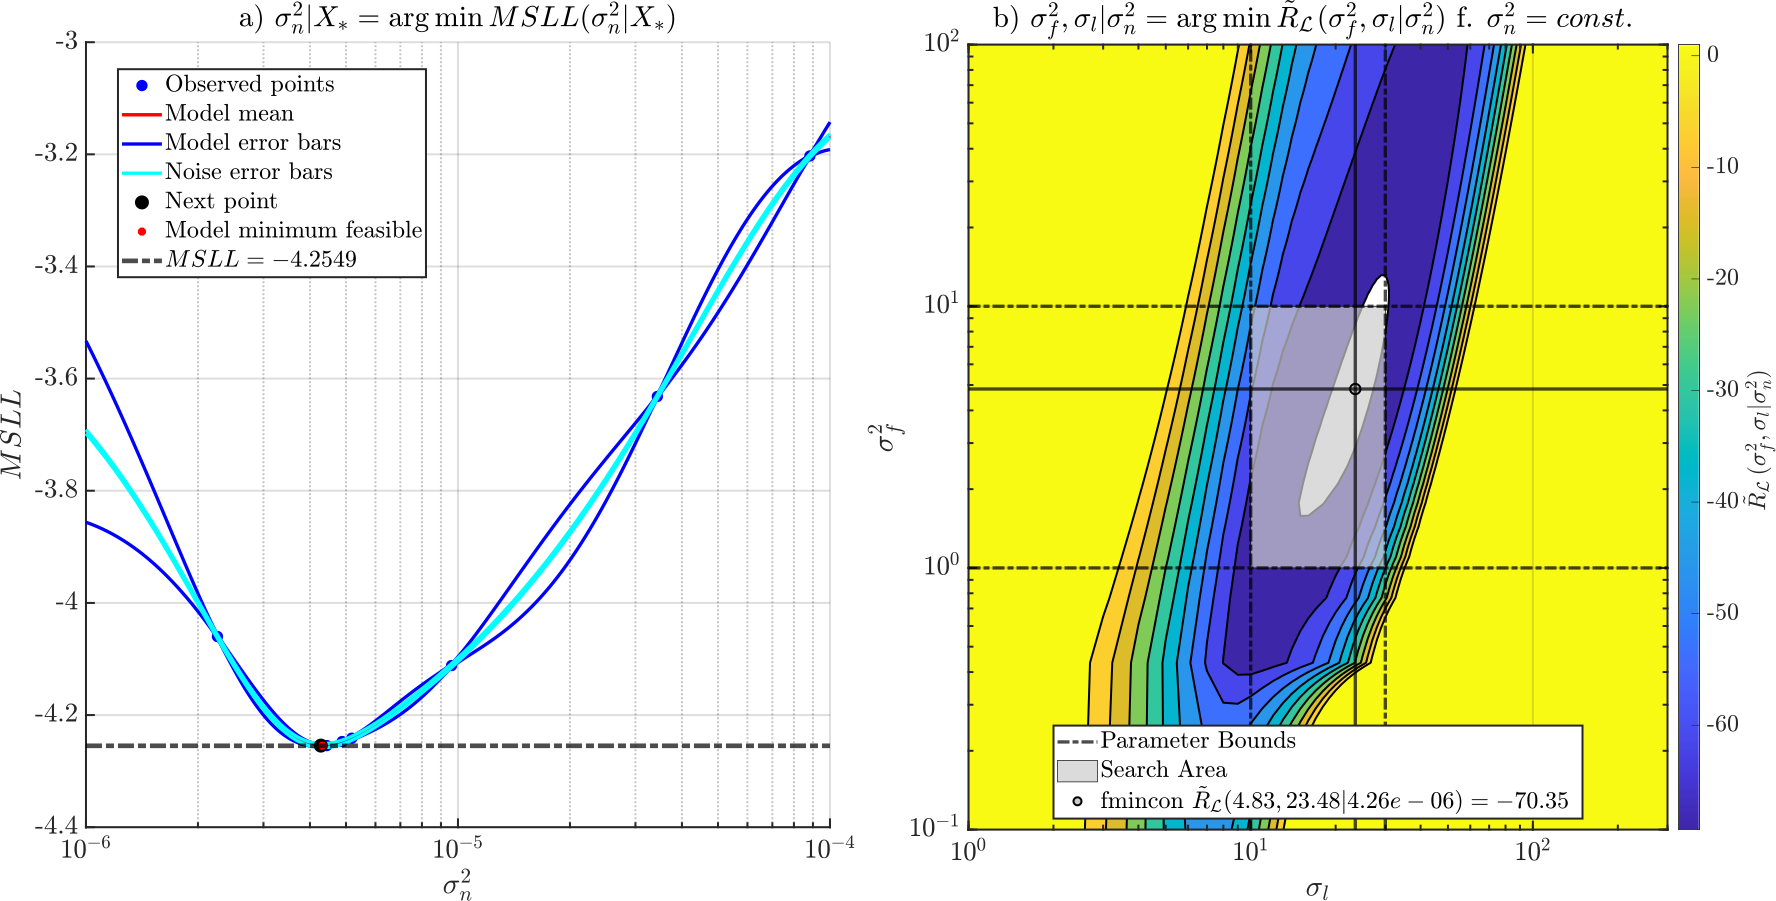 a) σ²ₙ|X∗ = arg min MSLL(σ²ₙ|X∗)
-3
-3.2
-3.4
-3.6
-3.8
-4
-4.2
-4.4
MSLL
10⁻⁶
10⁻⁵
10⁻⁴
σ²ₙ
Observed points
Model mean
Model error bars
Noise error bars
Next point
Model minimum feasible
MSLL = −4.2549
b) σ²_f, σ_l|σ²ₙ = arg min R̃_ℒ(σ²_f, σ_l|σ²ₙ) f. σ²ₙ = const.
10²
10¹
10⁰
10⁻¹
σ²_f
10⁰
10¹
10²
σ_l
Parameter Bounds
Search Area
fmincon R̃_ℒ(4.83, 23.48|4.26e − 06) = −70.35
0
-10
-20
-30
-40
-50
-60
R̃_ℒ (σ²_f, σ_l|σ²ₙ)